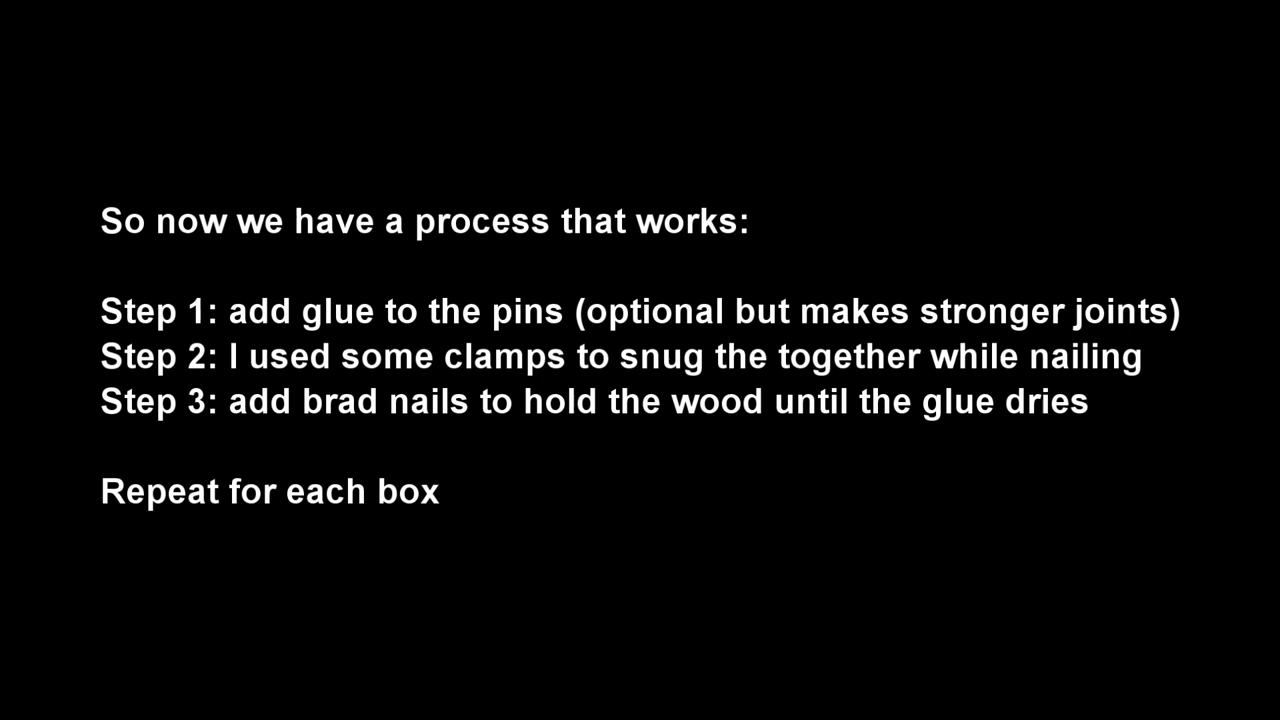 So now we have a process that works:
Step 1: add glue to the pins (optional but makes stronger joints)
Step 2: I used some clamps to snug the together while nailing
Step 3: add brad nails to hold the wood until the glue dries
Repeat for each box